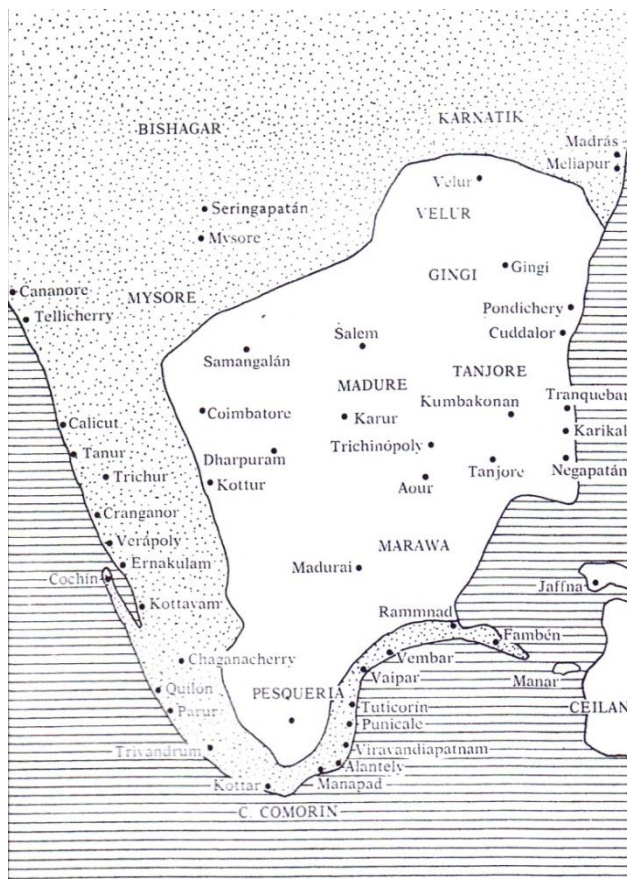 KARNATIK
BISHAGAR
Madrás
Meliapur
Velur
VELUR
Seringapatán
Mysore
GINGI
Gingi
Cananore
MYSORE
Tellicherry
Pondichery
Salem
Cuddalor
Samangalán
MADURE
TANJORE
Tranquebar
Kumbakonan
Coimbatore
Karur
Calicut
Karikal
Trichinópoly
Tanur
Dharpuram
Tanjore
Negapatán
Trichur
Kottur
Aour
Cranganor
Verápoly
MARAWA
Ernakulam
Madurai
Cochin
Jaffna
Kottayam
Rammnad
Fambén
Chaganacherry
Vembar
Vaipar
Manar
Quilon
PESQUERIA
Tuticorín
CEILAN
Parur
Punicale
Trivandrum
Viravandiapatnam
Alantely
Kottar
Manapad
C. COMORIN